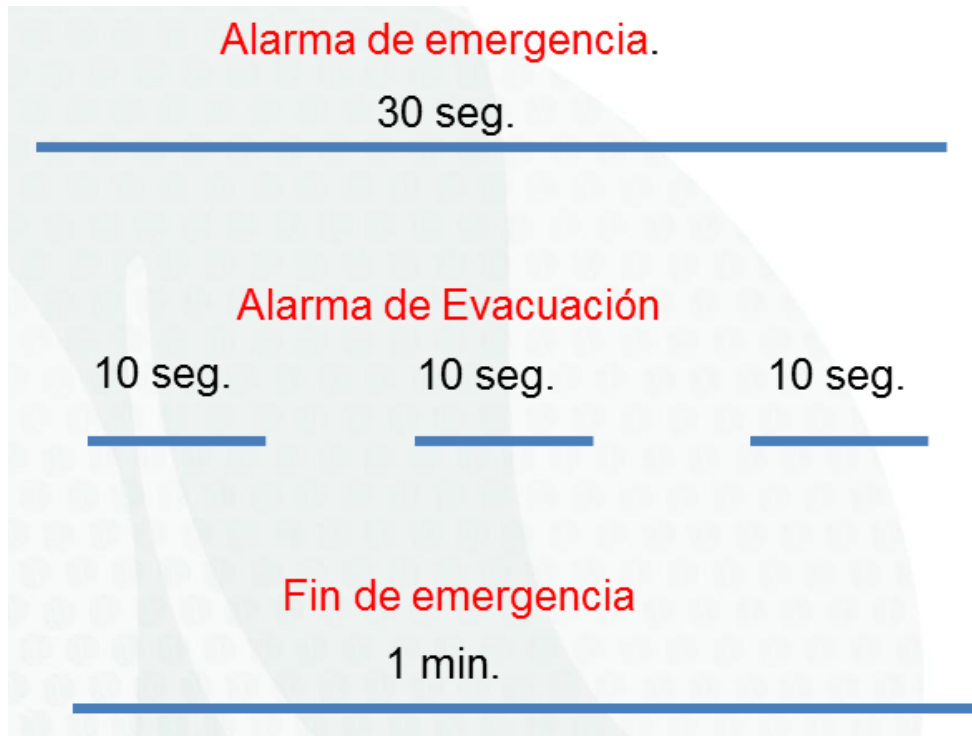 Alarma de emergencia.
30 seg.
Alarma de Evacuación
10 seg. 10 seg. 10 seg.
Fin de emergencia
1 min.